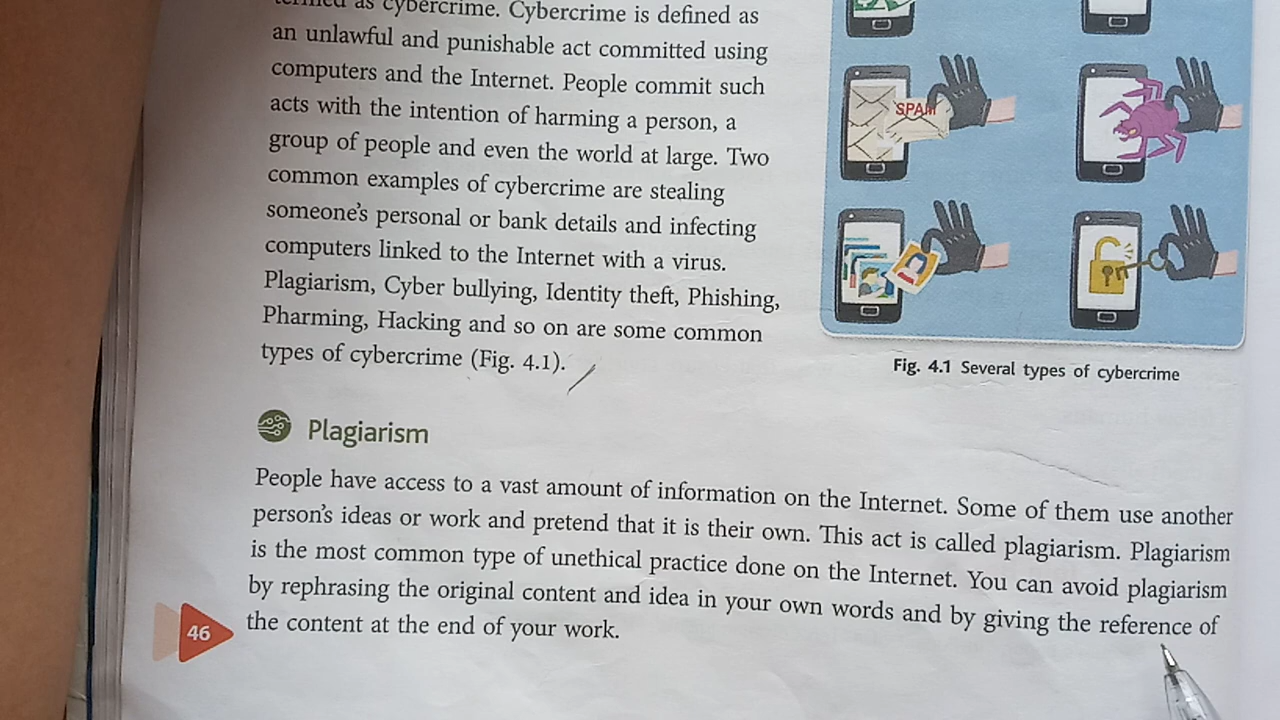 as cybercrime. Cybercrime is defined as
an unlawful and punishable act committed using
computers and the Internet. People commit such
acts with the intention of harming a person, a
group of people and even the world at large. Two
common examples of cybercrime are stealing
someone's personal or bank details and infecting
computers linked to the Internet with a virus.
Plagiarism, Cyber bullying, Identity theft, Phishing,
Pharming, Hacking and so on are some common
types of cybercrime (Fig. 4.1).
SPAM
Fig. 4.1 Several types of cybercrime
Plagiarism
People have access to a vast amount of information on the Internet. Some of them use another
person's ideas or work and pretend that it is their own. This act is called plagiarism. Plagiarism
is the most common type of unethical practice done on the Internet. You can avoid plagiarism
by rephrasing the original content and idea in your own words and by giving the reference of
the content at the end of your work.
46